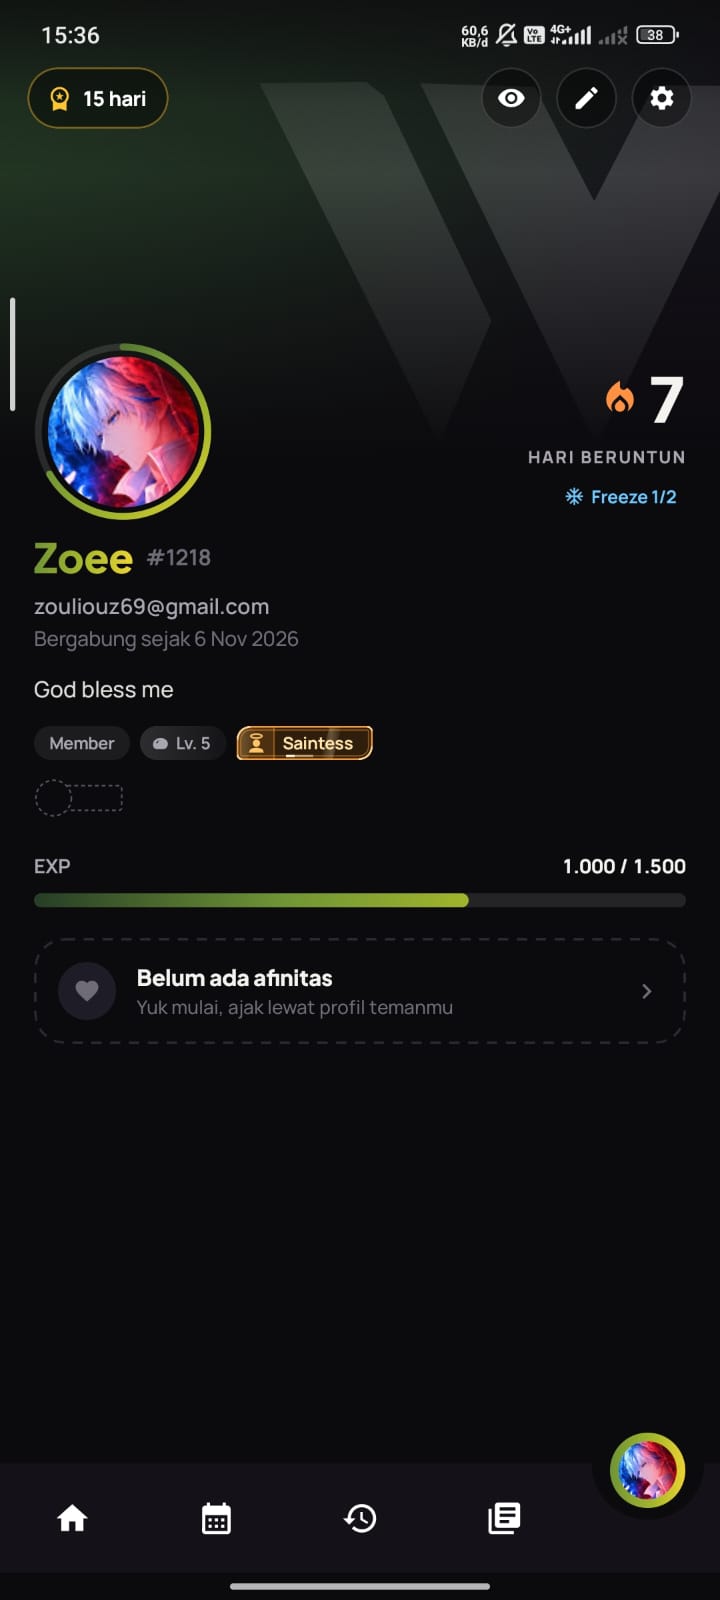 15:36
60,6 KB/d
Vo LTE
4G+
38
15 hari
7
HARI BERUNTUN
Freeze 1/2
Zoee #1218
zouliouz69@gmail.com
Bergabung sejak 6 Nov 2026
God bless me
Member
Lv. 5
Saintess
EXP
1.000 / 1.500
Belum ada afinitas
Yuk mulai, ajak lewat profil temanmu